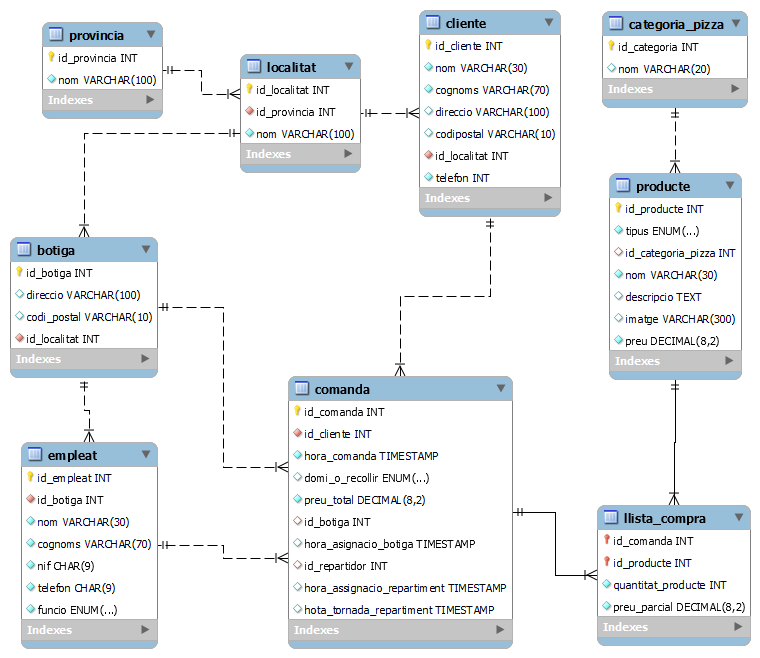 provincia
id_provincia INT
nom VARCHAR(100)
Indexes
localitat
id_localitat INT
id_provincia INT
nom VARCHAR(100)
Indexes
cliente
id_cliente INT
nom VARCHAR(30)
cognoms VARCHAR(70)
direccio VARCHAR(100)
codipostal VARCHAR(10)
id_localitat INT
telefon INT
Indexes
categoria_pizza
id_categoria INT
nom VARCHAR(20)
Indexes
producte
id_producte INT
tipus ENUM(...)
id_categoria_pizza INT
nom VARCHAR(30)
descripcio TEXT
imatge VARCHAR(300)
preu DECIMAL(8,2)
Indexes
botiga
id_botiga INT
direccio VARCHAR(100)
codi_postal VARCHAR(10)
id_localitat INT
Indexes
empleat
id_empleat INT
id_botiga INT
nom VARCHAR(30)
cognoms VARCHAR(70)
nif CHAR(9)
telefon CHAR(9)
funcio ENUM(...)
Indexes
comanda
id_comanda INT
id_cliente INT
hora_comanda TIMESTAMP
domi_o_recollir ENUM(...)
preu_total DECIMAL(8,2)
id_botiga INT
hora_asignacio_botiga TIMESTAMP
id_repartidor INT
hora_assignacio_repartiment TIMESTAMP
hota_tornada_repartiment TIMESTAMP
Indexes
llista_compra
id_comanda INT
id_producte INT
quantitat_producte INT
preu_parcial DECIMAL(8,2)
Indexes